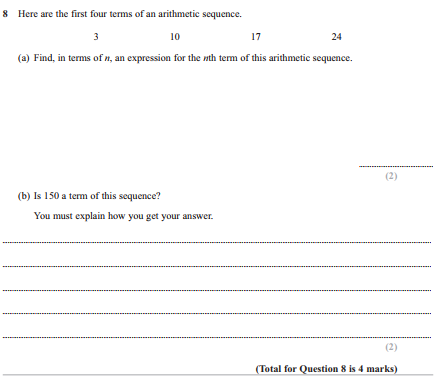 8 Here are the first four terms of an arithmetic sequence.
3 10 17 24
(a) Find, in terms of n, an expression for the nth term of this arithmetic sequence.
(2)
(b) Is 150 a term of this sequence?
You must explain how you get your answer.
(2)
(Total for Question 8 is 4 marks)